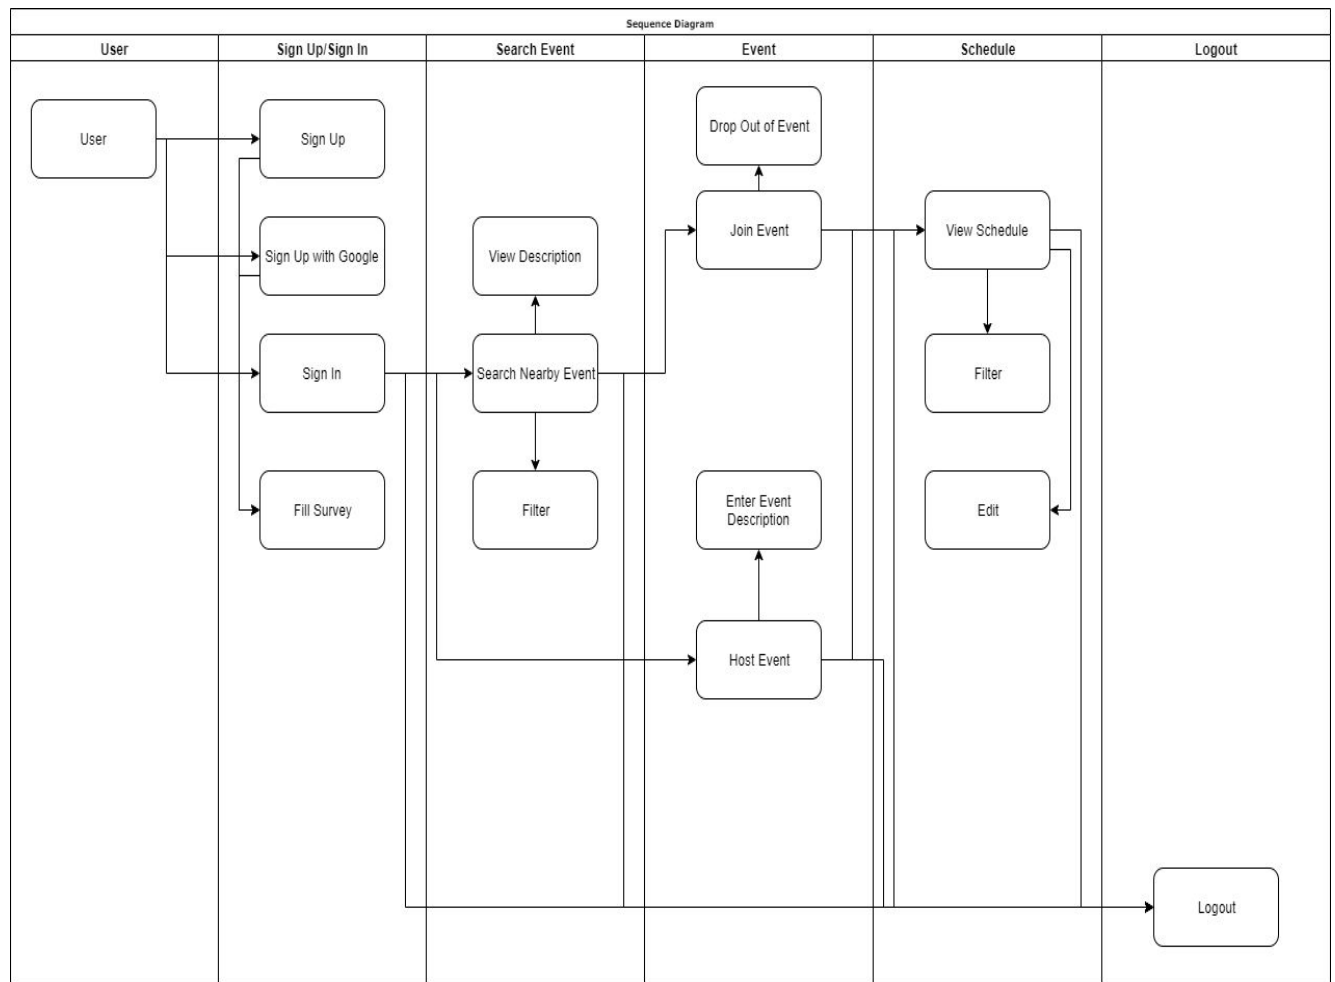 Sequence Diagram
User
Sign Up/Sign In
Search Event
Event
Schedule
Logout
User
Sign Up
Sign Up with Google
Sign In
Fill Survey
View Description
Search Nearby Event
Filter
Drop Out of Event
Join Event
Enter Event
Description
Host Event
View Schedule
Filter
Edit
Logout